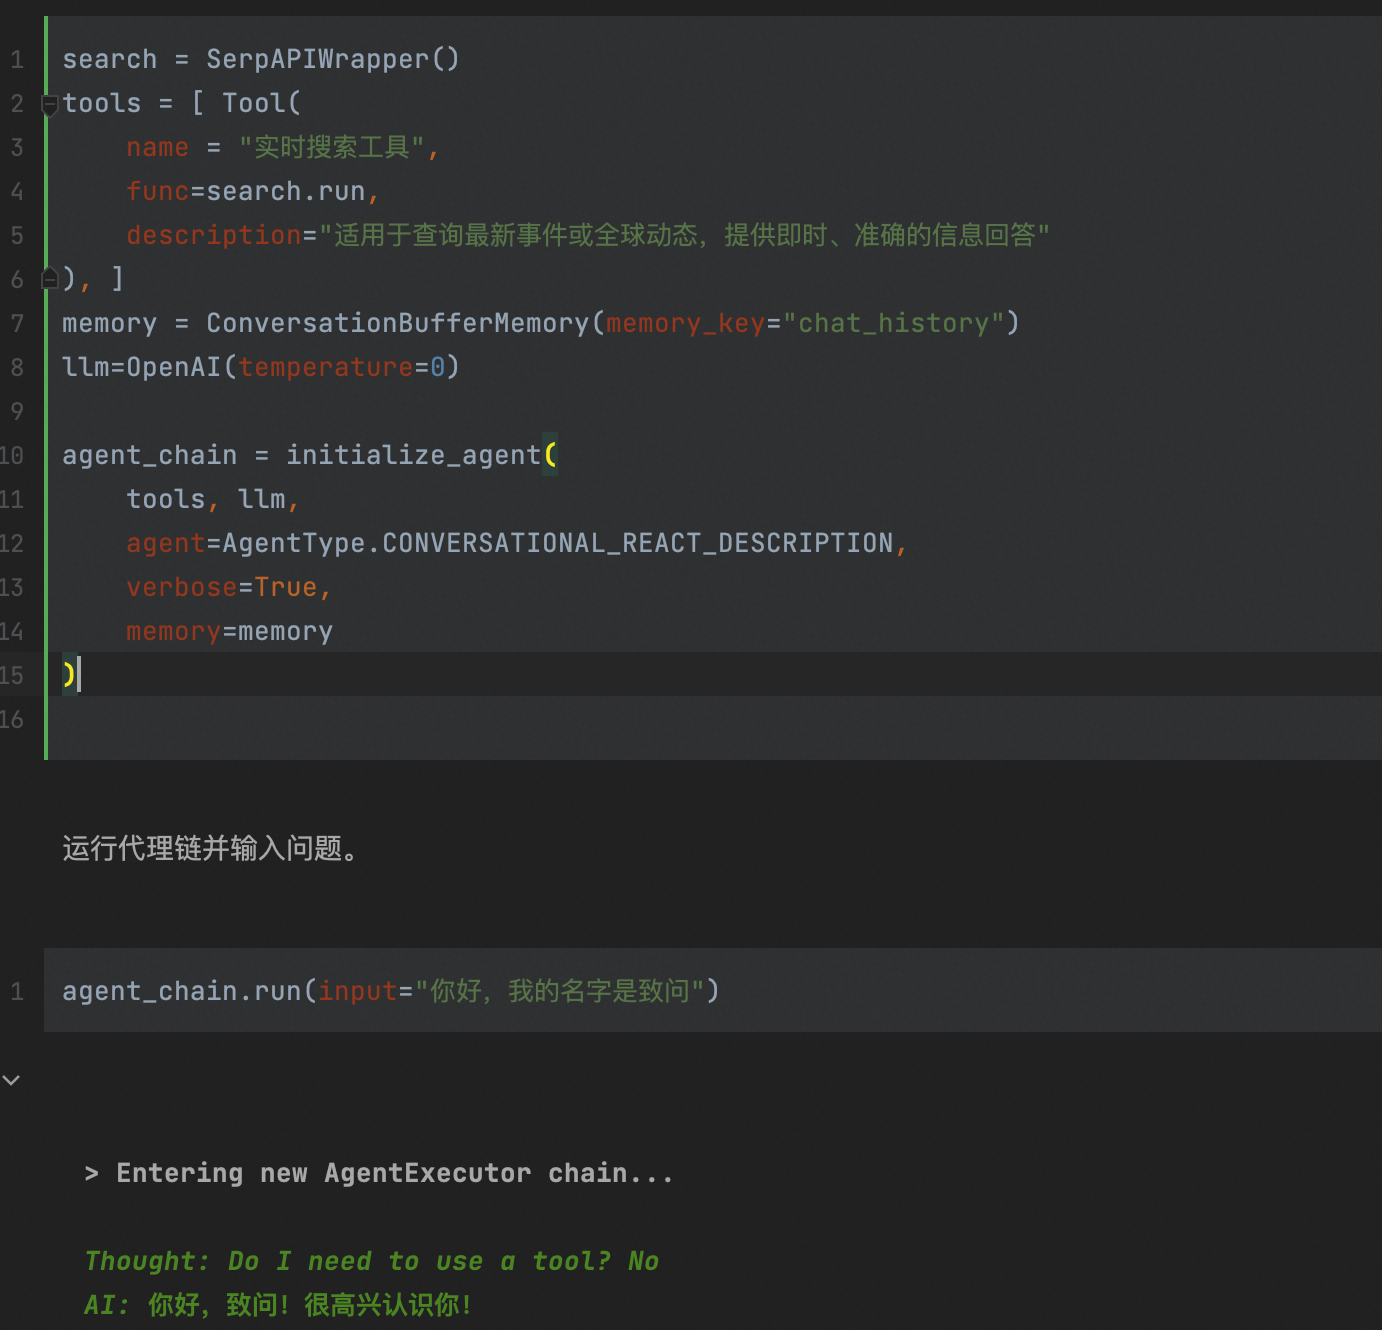 1 search = SerpAPIWrapper()
2 tools = [ Tool(
3 name = "实时搜索工具",
4 func=search.run,
5 description="适用于查询最新事件或全球动态，提供即时、准确的信息回答"
6 ), ]
7 memory = ConversationBufferMemory(memory_key="chat_history")
8 llm=OpenAI(temperature=0)
9
10 agent_chain = initialize_agent(
11 tools, llm,
12 agent=AgentType.CONVERSATIONAL_REACT_DESCRIPTION,
13 verbose=True,
14 memory=memory
15 )
16
运行代理链并输入问题。
1 agent_chain.run(input="你好，我的名字是致问")
> Entering new AgentExecutor chain...
Thought: Do I need to use a tool? No
AI: 你好，致问！很高兴认识你！